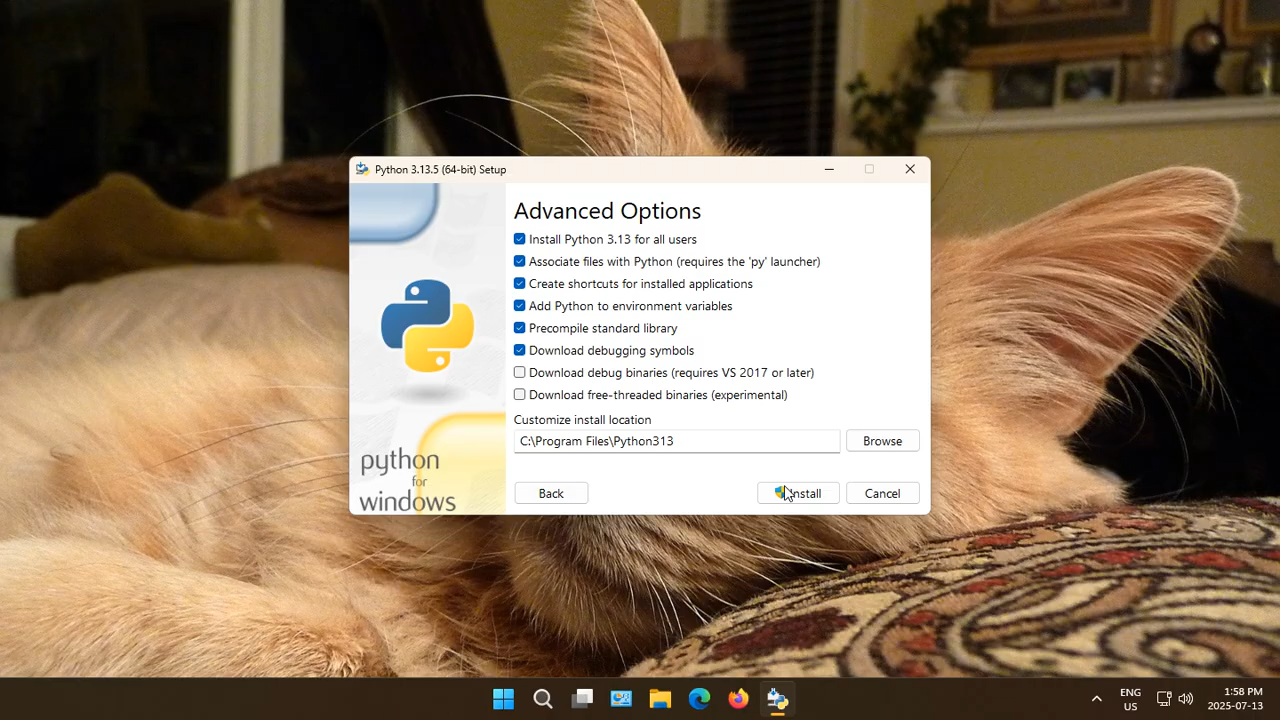 Python 3.13.5 (64-bit) Setup
Advanced Options
Install Python 3.13 for all users
Associate files with Python (requires the 'py' launcher)
Create shortcuts for installed applications
Add Python to environment variables
Precompile standard library
Download debugging symbols
Download debug binaries (requires VS 2017 or later)
Download free-threaded binaries (experimental)
Customize install location
C:\Program Files\Python313
Browse
python
for
windows
Back
Install
Cancel
ENG
US
1:58 PM
2025-07-13